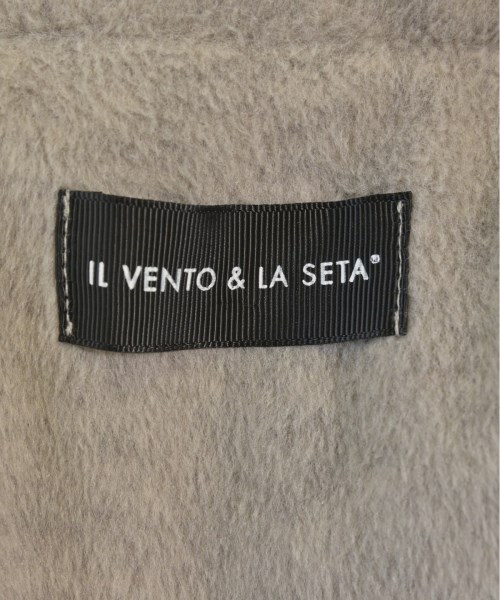 IL VENTO & LA SETA®